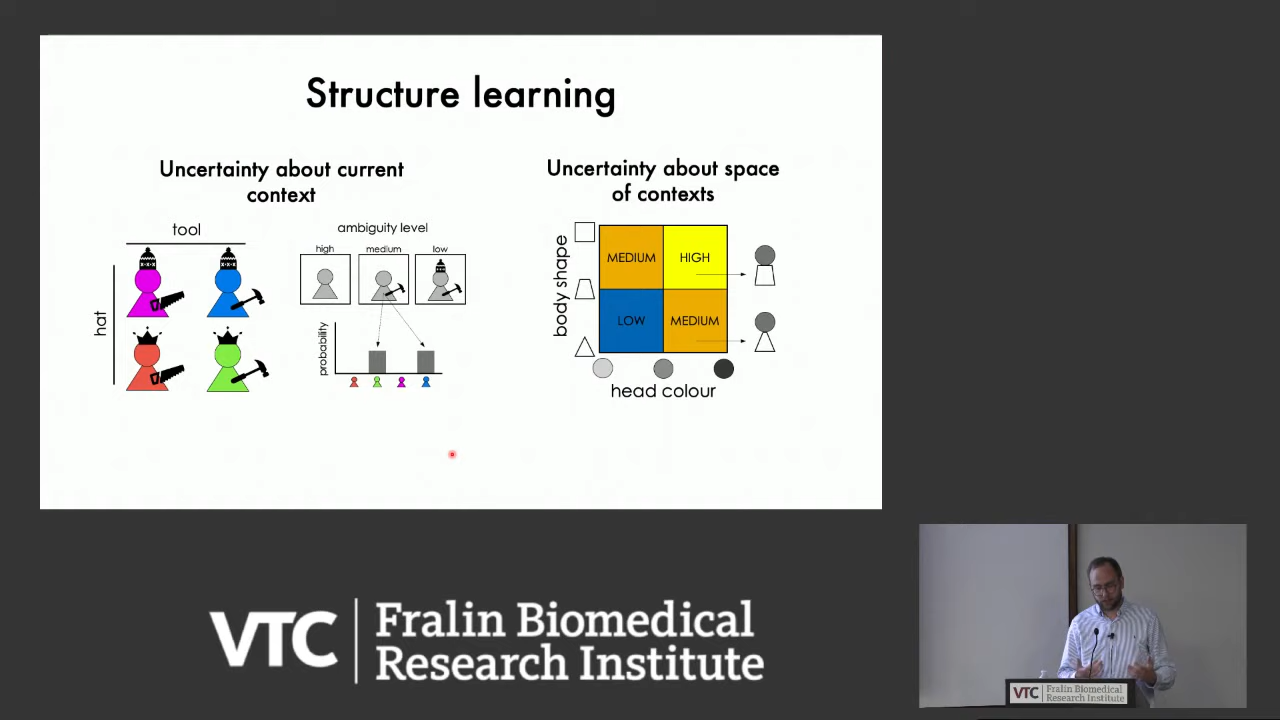 Structure learning
Uncertainty about current
context
tool
hat
ambiguity level
high
medium
low
probability
Uncertainty about space
of contexts
body shape
MEDIUM
HIGH
LOW
MEDIUM
head colour
VTC
Fralin Biomedical
Research Institute
VTC
Fralin Biomedical
Research Institute